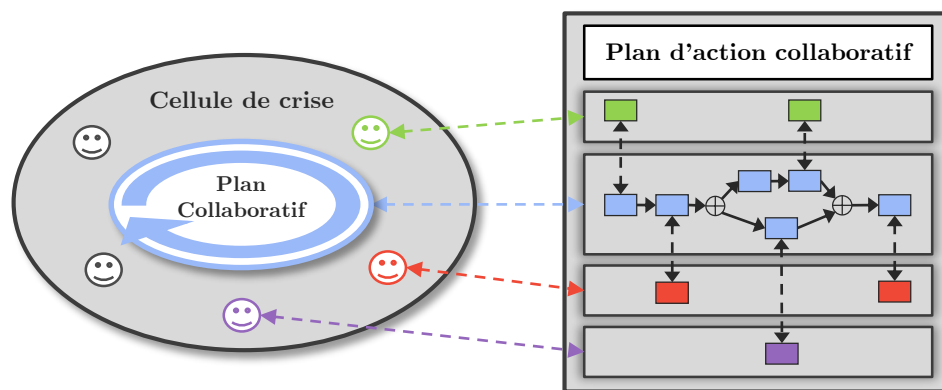 Cellule de crise
Plan
Collaboratif
Plan d'action collaboratif